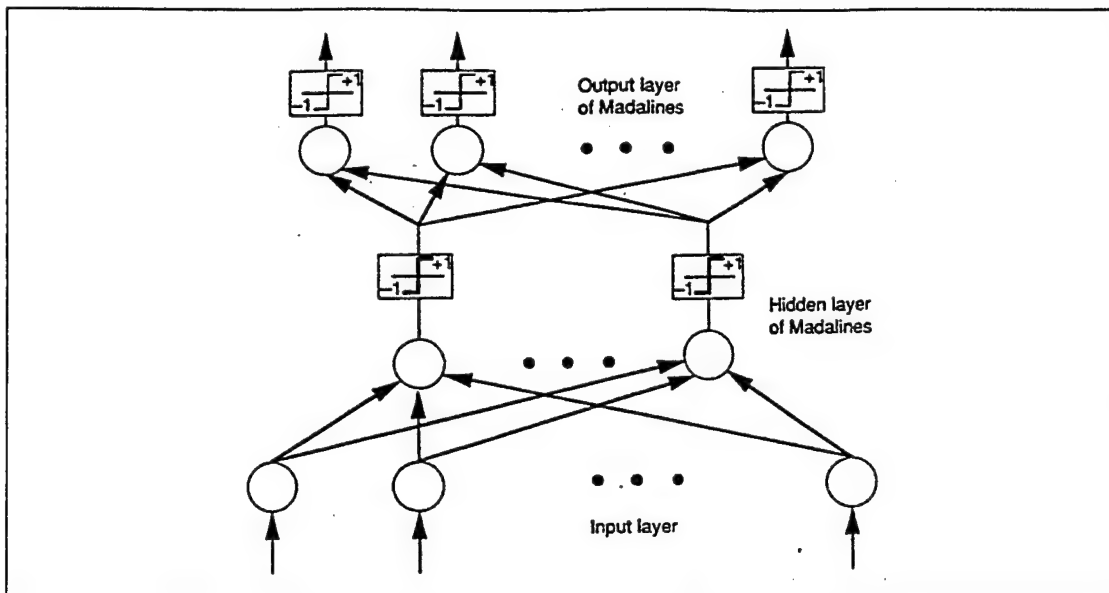 +1 +1 +1
-1 -1 -1
Output layer
of Madalines
+1 +1
-1 -1
Hidden layer
of Madalines
Input layer